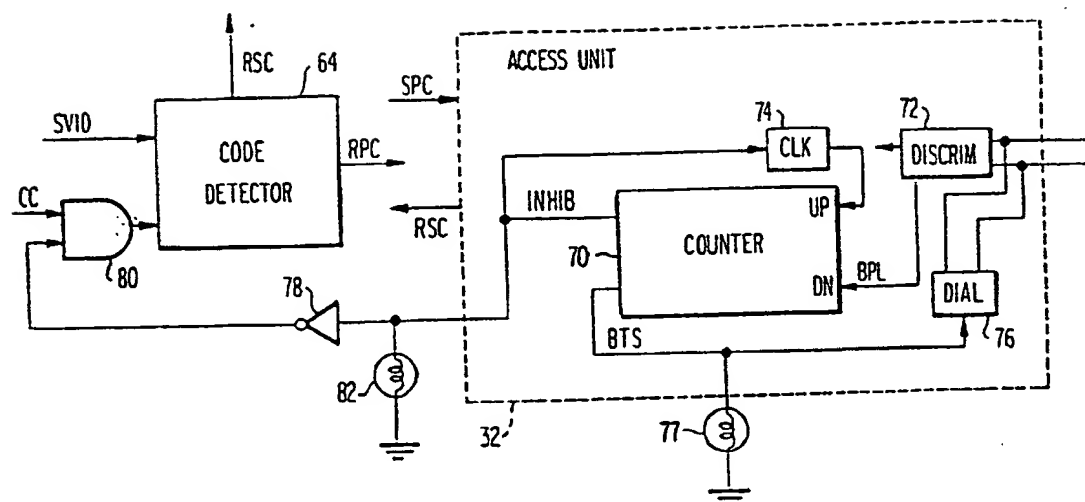 RSC
64
SVID
CODE
DETECTOR
RPC
CC
80
SPC
RSC
ACCESS UNIT
74
CLK
72
DISCRIM
INHIB
UP
70
COUNTER
DN
BPL
DIAL
76
78
BTS
82
32
77